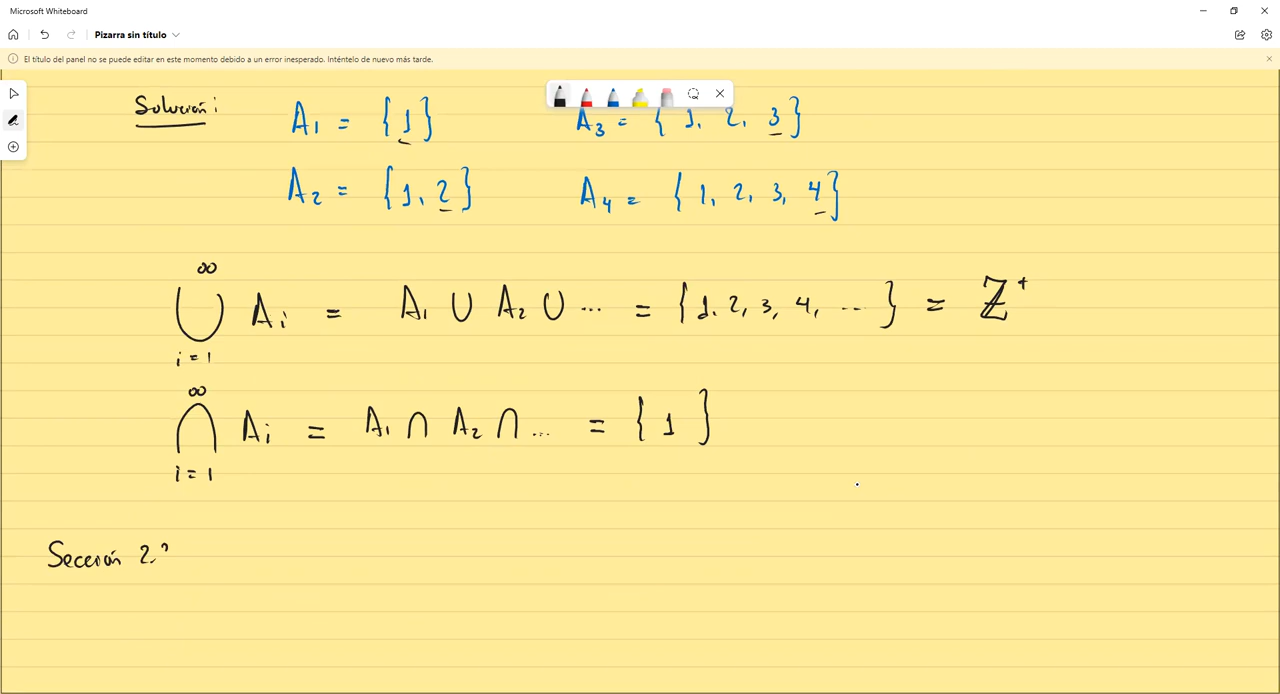 Microsoft Whiteboard
Pizarra sin título
El título del panel no se puede editar en este momento debido a un error inesperado. Inténtelo de nuevo más tarde.
Solución:
A₁ = {1}
A₃ = {1, 2, 3}
A₂ = {1, 2}
A₄ = {1, 2, 3, 4}
∞
⋃ Aᵢ = A₁ ∪ A₂ ∪ ... = {1, 2, 3, 4, ...} = ℤ⁺
i = 1
∞
⋂ Aᵢ = A₁ ∩ A₂ ∩ ... = {1}
i = 1
Sección 2.